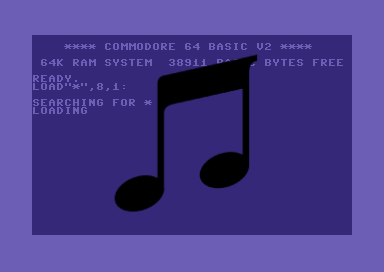 **** COMMODORE 64 BASIC V2 ****
64K RAM SYSTEM 38911 BYTES FREE
READY.
LOAD"*",8,1:
SEARCHING FOR *
LOADING